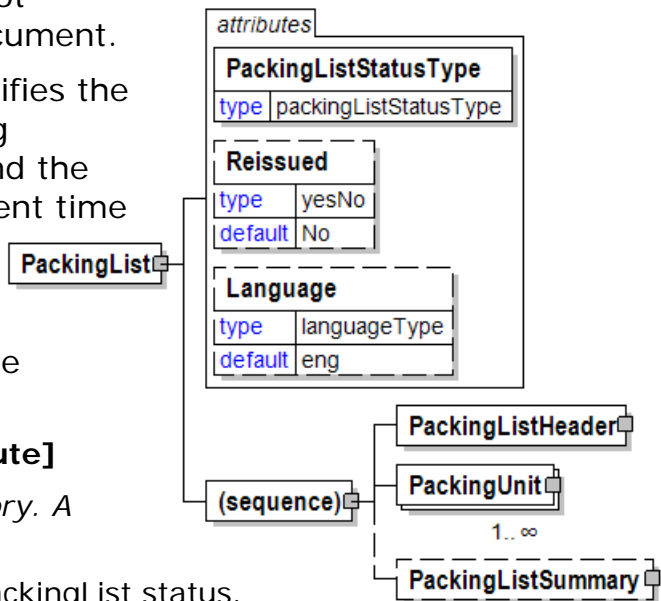 ot
cument.
ifies the
g
nd the
ent time
e
ute]
ory. A
ackingList status.
attributes
PackingListStatusType
type packingListStatusType
Reissued
type yesNo
default No
Language
type languageType
default eng
PackingList
PackingListHeader
(sequence)
PackingUnit
1.. ∞
PackingListSummary